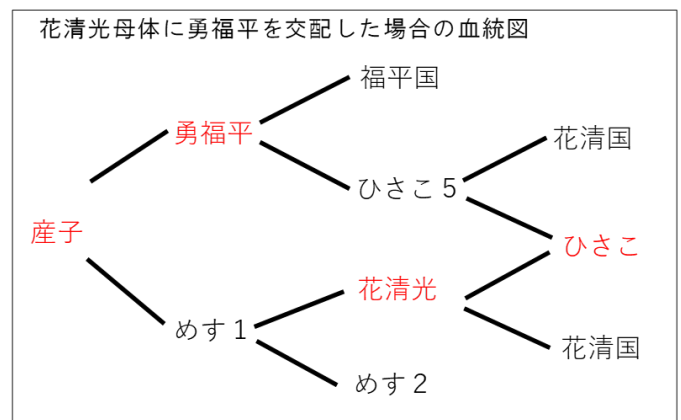 花清光母体に勇福平を交配した場合の血統図
福平国
勇福平
花清国
ひさこ５
産子
ひさこ
花清光
めす１
花清国
めす２